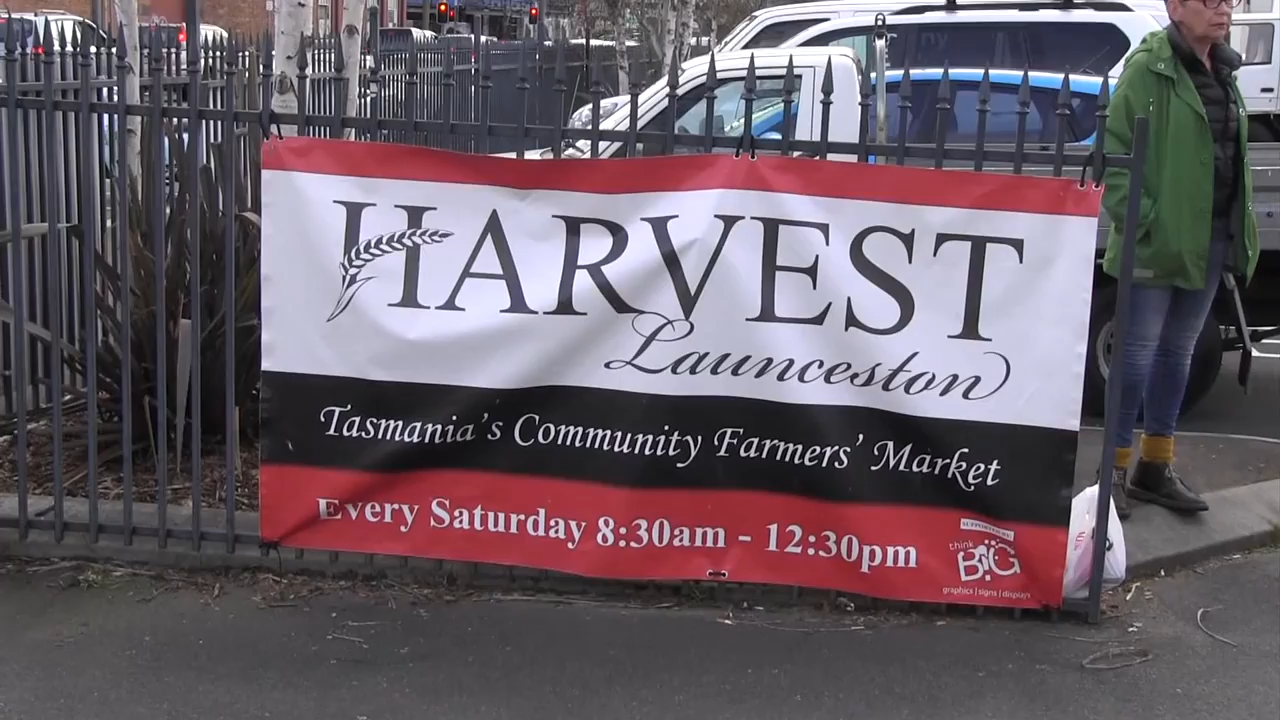 HARVEST
Launceston
Tasmania's Community Farmers' Market
Every Saturday 8:30am - 12:30pm
think
BiG
graphics | signs | displays